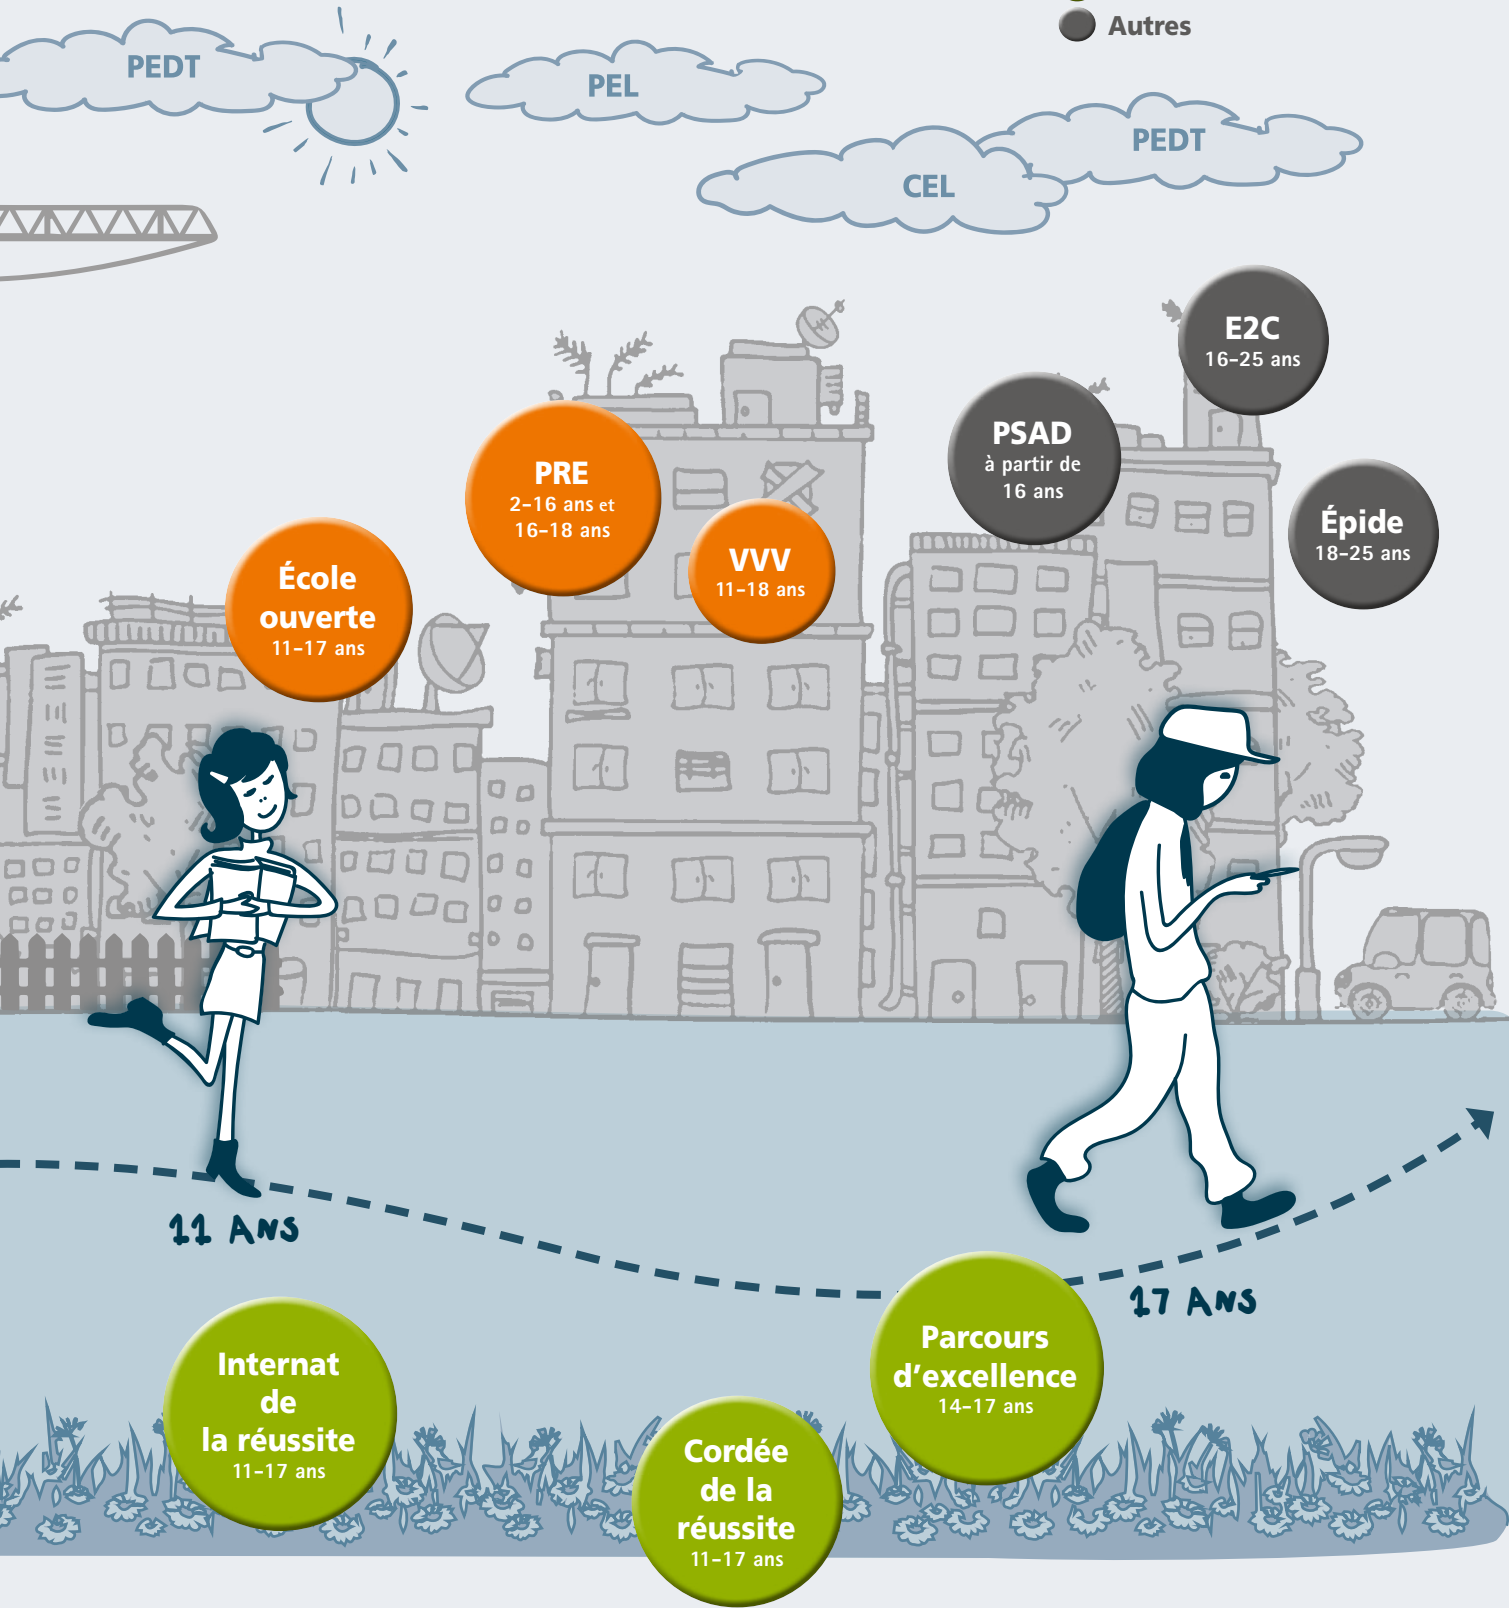 Autres
PEDT
PEL
PEDT
CEL
E2C
16-25 ans
PSAD
à partir de
16 ans
PRE
2-16 ans et
16-18 ans
Épide
18-25 ans
VVV
11-18 ans
École
ouverte
11-17 ans
11 ANS
17 ANS
Internat
de
la réussite
11-17 ans
Parcours
d'excellence
14-17 ans
Cordée
de la
réussite
11-17 ans